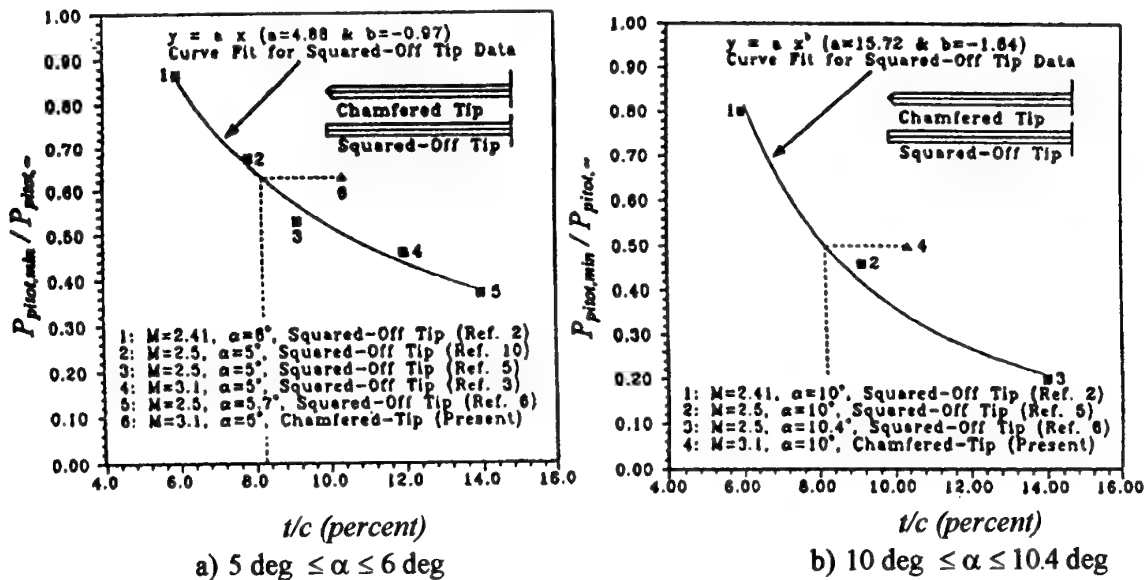 y = a x (a=4.88 & b=-0.97)
Curve Fit for Squared-Off Tip Data
Chamfered Tip
Squared-Off Tip
1
2
3
4
5
6
1: M=2.41, α=6°, Squared-Off Tip (Ref. 2)
2: M=2.5, α=5°, Squared-Off Tip (Ref. 10)
3: M=2.5, α=5°, Squared-Off Tip (Ref. 5)
4: M=3.1, α=5°, Squared-Off Tip (Ref. 3)
5: M=2.5, α=5.7°, Squared-Off Tip (Ref. 6)
6: M=3.1, α=5°, Chamfered-Tip (Present)
1.00
0.90
0.80
0.70
0.60
0.50
0.40
0.30
0.20
0.10
0.00
4.0 6.0 8.0 10.0 12.0 14.0 16.0
P pitot,min / P pitot,∞
t/c (percent)
a) 5 deg ≤ α ≤ 6 deg
y = a x^b (a=15.72 & b=-1.64)
Curve Fit for Squared-Off Tip Data
Chamfered Tip
Squared-Off Tip
1
2
3
4
1: M=2.41, α=10°, Squared-Off Tip (Ref. 2)
2: M=2.5, α=10°, Squared-Off Tip (Ref. 5)
3: M=2.5, α=10.4°, Squared-Off Tip (Ref. 6)
4: M=3.1, α=10°, Chamfered-Tip (Present)
1.00
0.90
0.80
0.70
0.60
0.50
0.40
0.30
0.20
0.10
0.00
4.00 6.00 8.00 10.00 12.00 14.00 16.00
P pitot,min / P pitot,∞
t/c (percent)
b) 10 deg ≤ α ≤ 10.4 deg